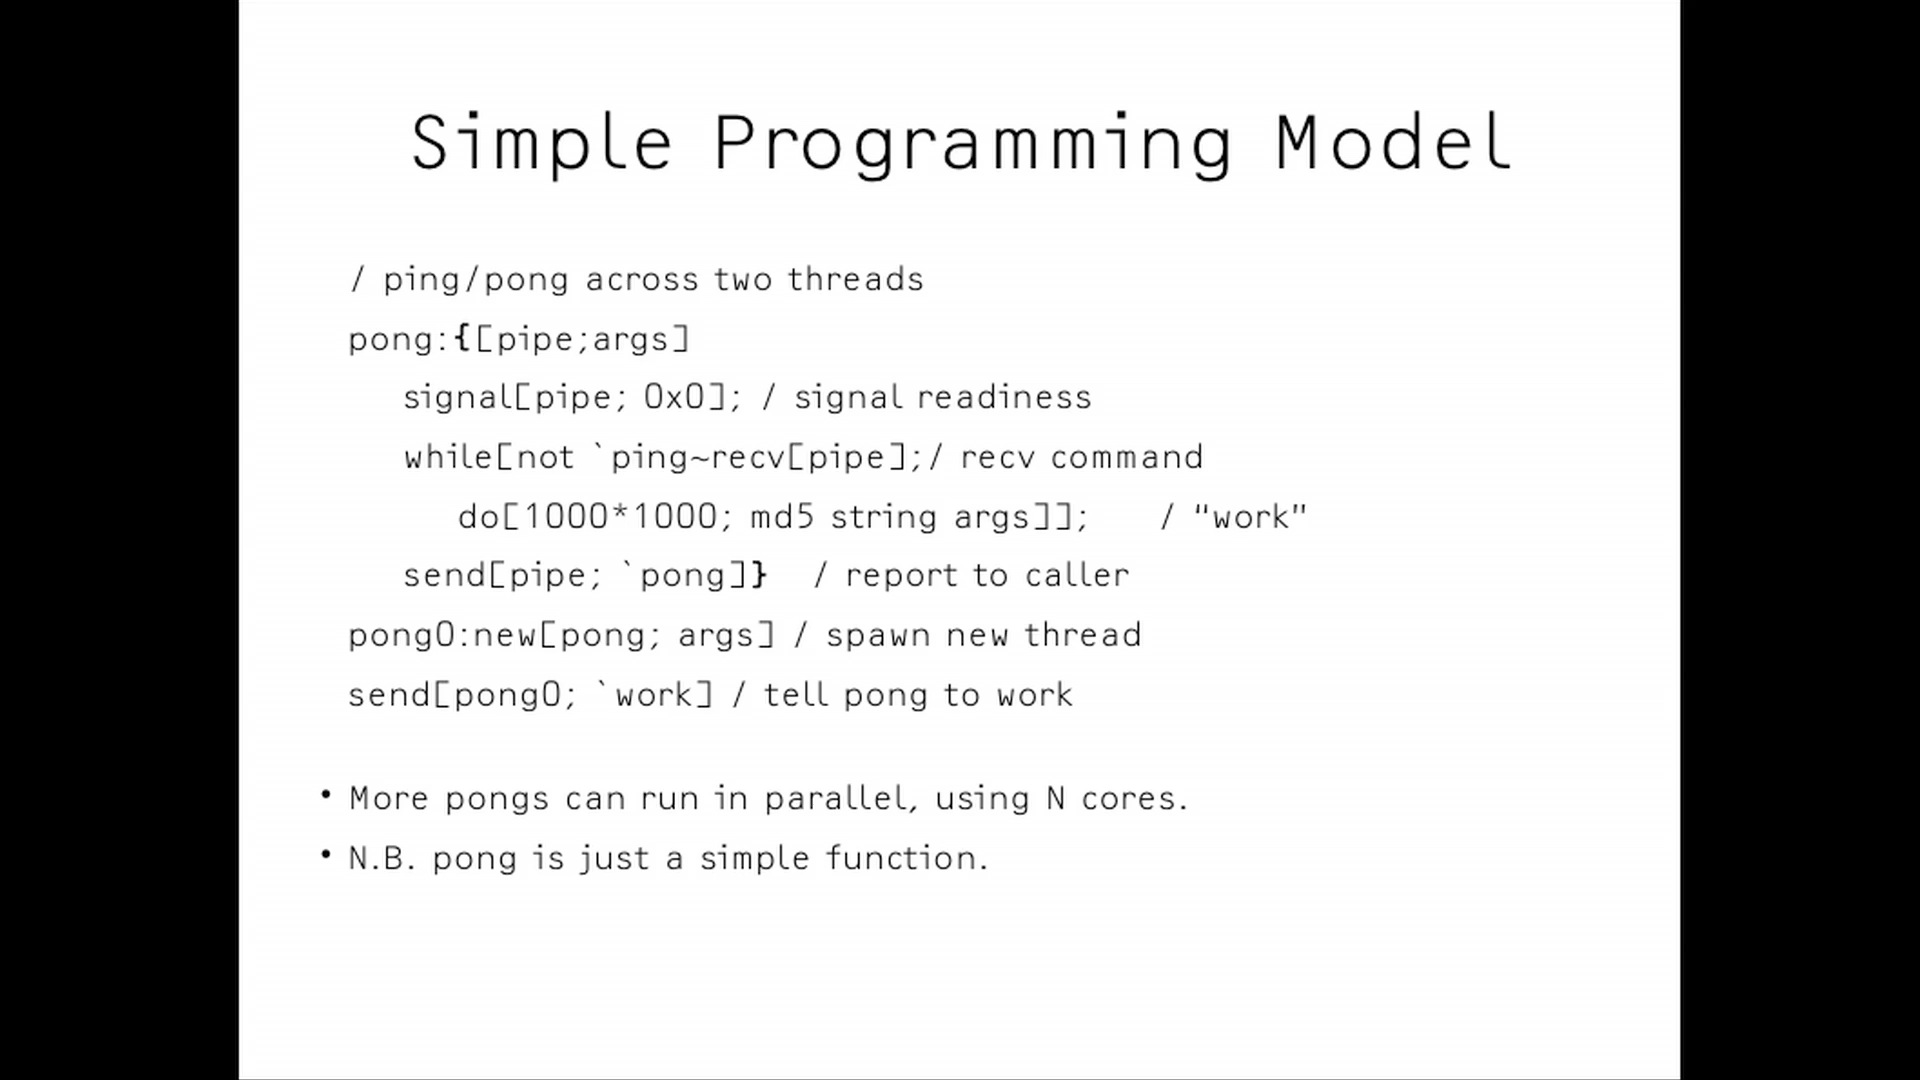 Simple Programming Model
/ ping/pong across two threads
pong:{[pipe;args]
signal[pipe; 0x0]; / signal readiness
while[not `ping~recv[pipe];/ recv command
do[1000*1000; md5 string args]]; / "work"
send[pipe; `pong]} / report to caller
pong0:new[pong; args] / spawn new thread
send[pong0; `work] / tell pong to work
• More pongs can run in parallel, using N cores.
• N.B. pong is just a simple function.